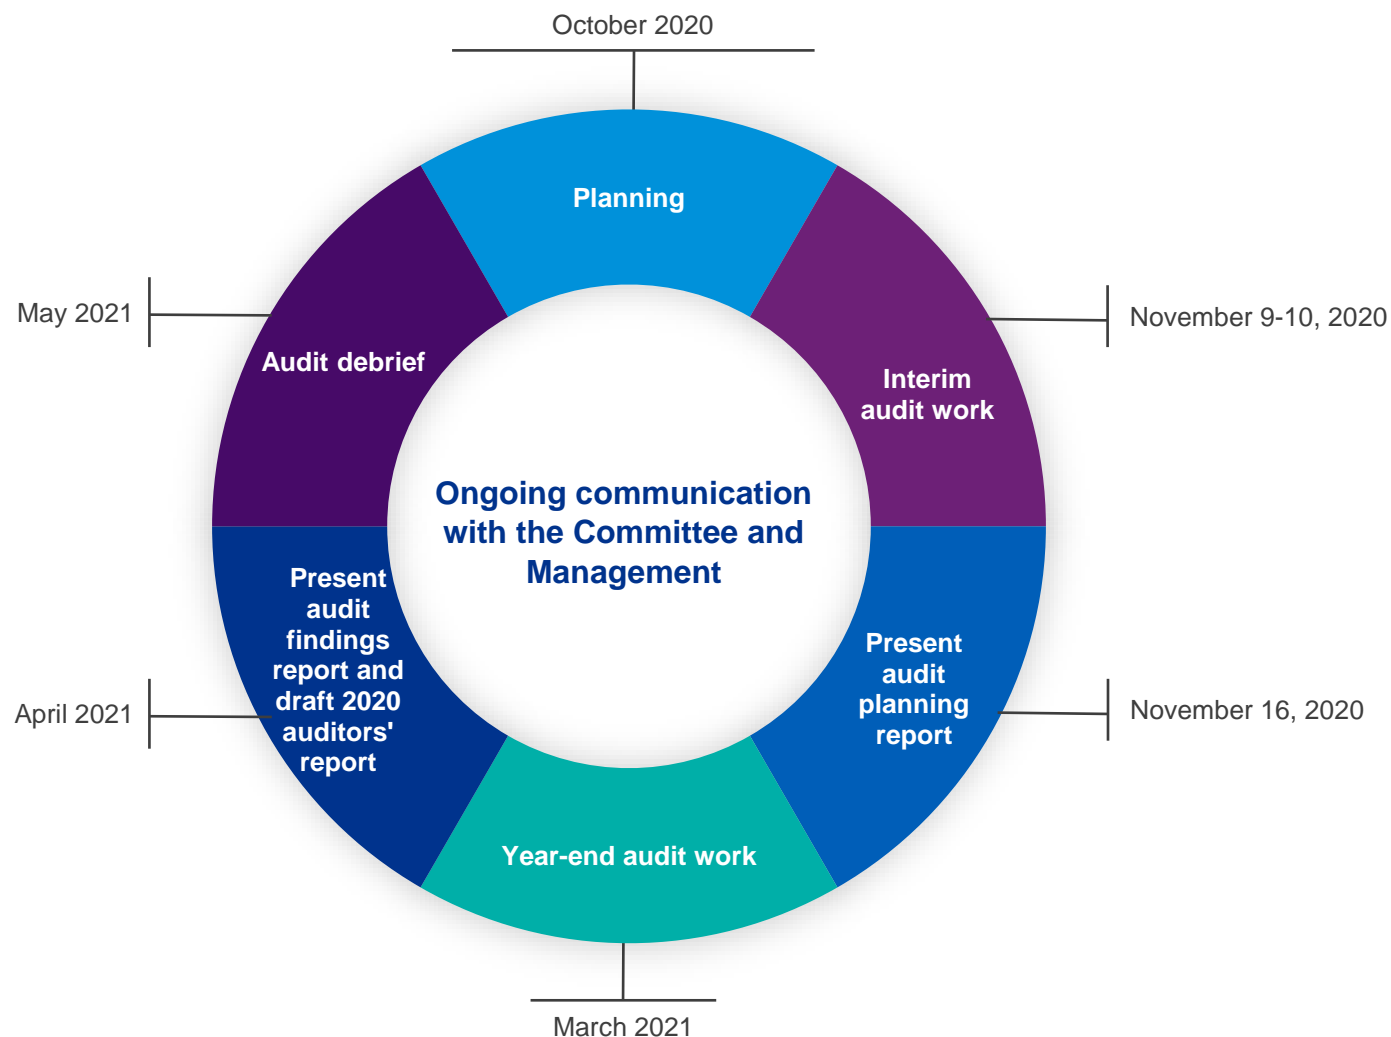 October 2020
Planning
November 9-10, 2020
Interim
audit work
November 16, 2020
Present
audit
planning
report
March 2021
Year-end audit work
April 2021
Present
audit
findings
report and
draft 2020
auditors'
report
May 2021
Audit debrief
Ongoing communication
with the Committee and
Management